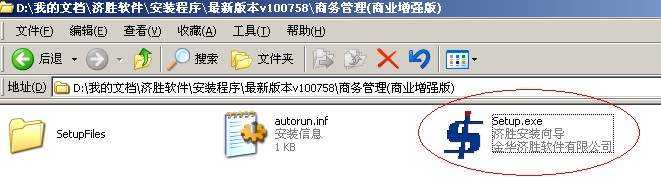 D:\我的文档\济胜软件\安装程序\最新版本v100758\商务管理(商业增强版)
文件(F) 编辑(E) 查看(V) 收藏(A) 工具(T) 帮助(H)
后退 搜索 文件夹
地址(D) D:\我的文档\济胜软件\安装程序\最新版本v100758\商务管理(商业增强版)
SetupFiles
autorun.inf
安装信息
1 KB
Setup.exe
济胜安装向导
金华济胜软件有限公司